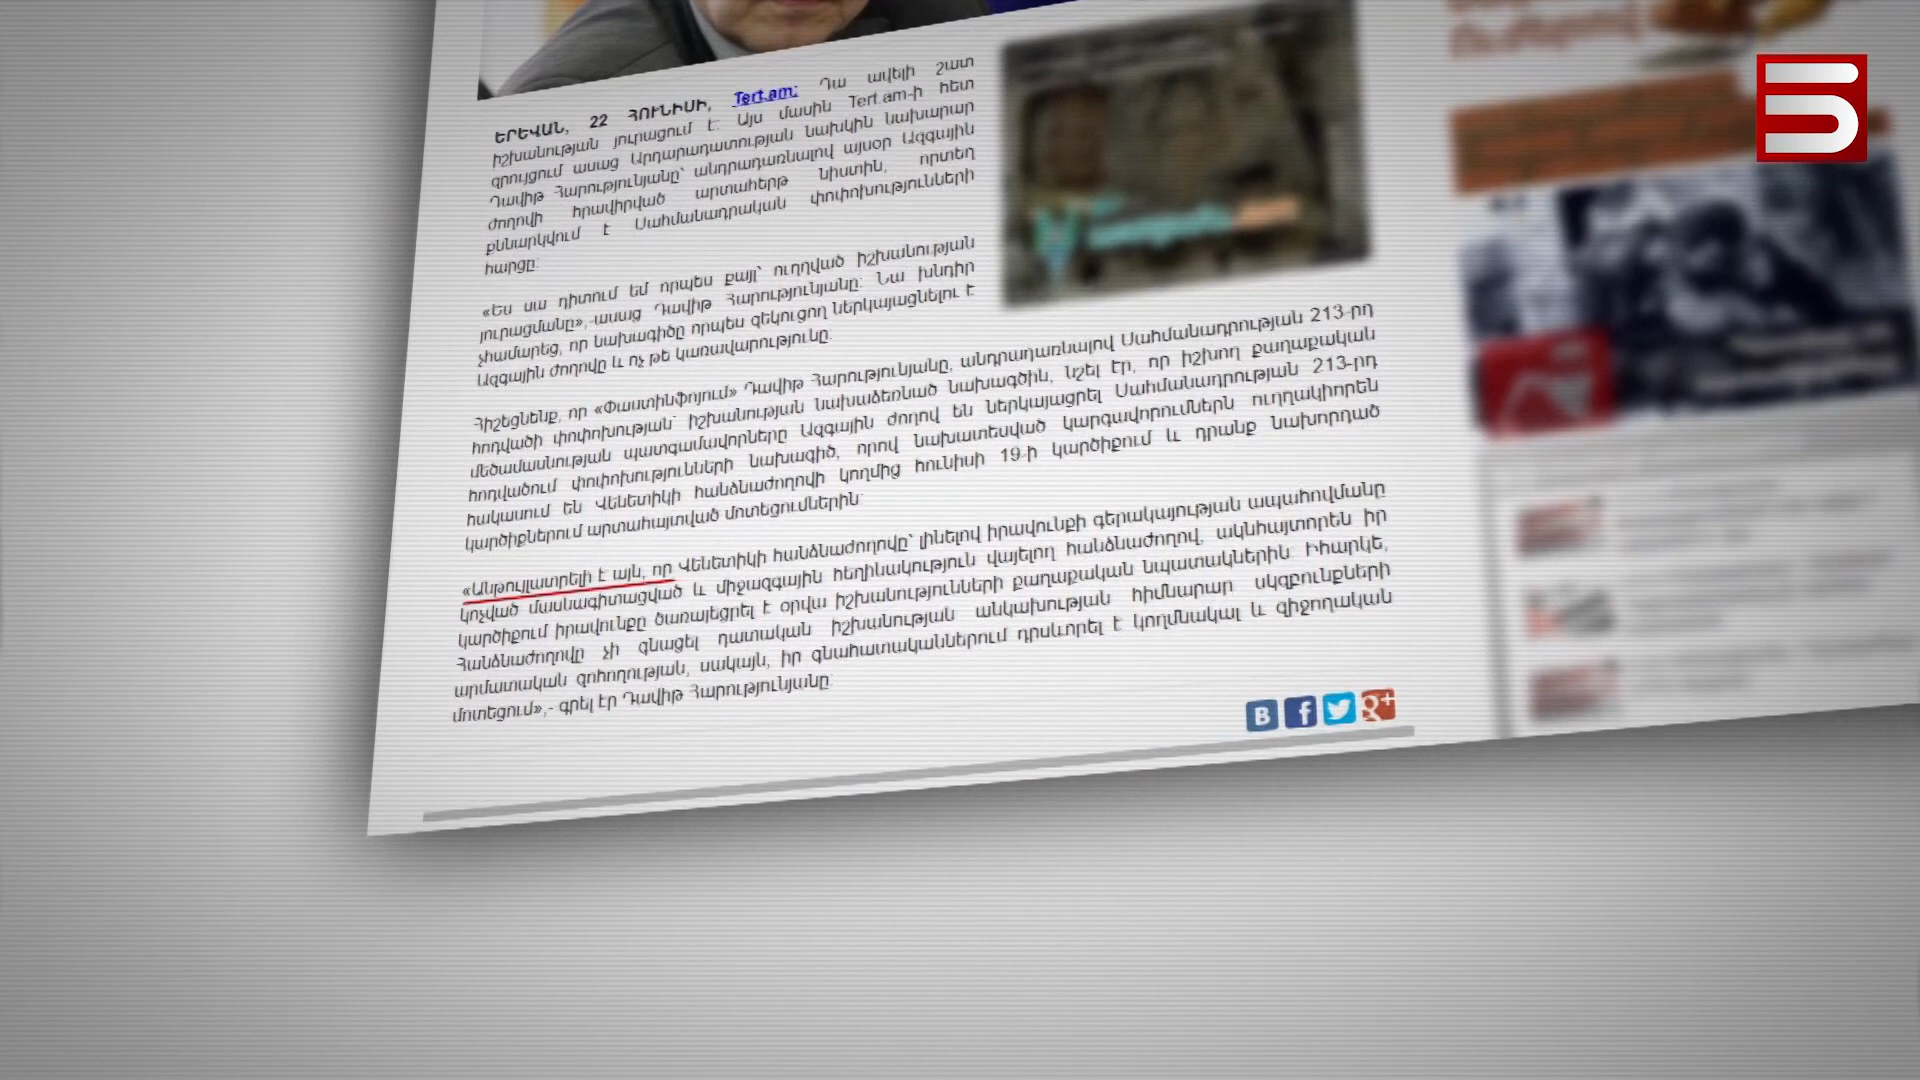 ԵՐԵՎԱՆ, 22 ՀՈՒՆԻՍԻ, Tert.am: Դա ավելի շատ
իշխանության յուրացում է: Այս մասին Tert.am-ի հետ
զրույցում ասաց Արդարադատության նախկին նախարար
Դավիթ Հարությունյանը՝ անդրադառնալով այսօր Ազգային
ժողովի հրավիրված արտահերթ նիստին, որտեղ
քննարկվում է Սահմանադրական փոփոխությունների
հարցը:
«Ես սա դիտում եմ որպես քայլ՝ ուղղված իշխանության
յուրացմանը»,-ասաց Դավիթ Հարությունյանը: Նա խնդիր
չհամարեց, որ նախագիծը որպես զեկուցող ներկայացնելու է
Ազգային ժողովը և ոչ թե կառավարությունը:
Հիշեցնենք, որ «Փաստինֆոյում» Դավիթ Հարությունյանը, անդրադառնալով Սահմանադրության 213-րդ
հոդվածի փոփոխության՝ իշխանության նախաձեռնած նախագծին, նշել էր, որ իշխող քաղաքական
մեծամասնության պատգամավորները Ազգային ժողով են ներկայացրել Սահմանադրության 213-րդ
հոդվածում փոփոխությունների նախագիծ, որով նախատեսված կարգավորումներն ուղղակիորեն
հակասում են Վենետիկի հանձնաժողովի կողմից հունիսի 19-ի կարծիքում և դրանք նախորդած
կարծիքներում արտահայտված մոտեցումներին:
«Անթույլատրելի է այն, որ Վենետիկի հանձնաժողովը՝ լինելով իրավունքի գերակայության ապահովմանը
կոչված մասնագիտացված և միջազգային հեղինակություն վայելող հանձնաժողով, ակնհայտորեն իր
կարծիքում իրավունքը ծառայեցրել է օրվա իշխանությունների քաղաքական նպատակներին: Իհարկե,
Հանձնաժողովը չի գնացել դատական իշխանության անկախության հիմնարար սկզբունքների
արմատական զոհողության, սակայն, իր գնահատականներում դրսևորել է կողմնակալ և զիջողական
մոտեցում»,- գրել էր Դավիթ Հարությունյանը: